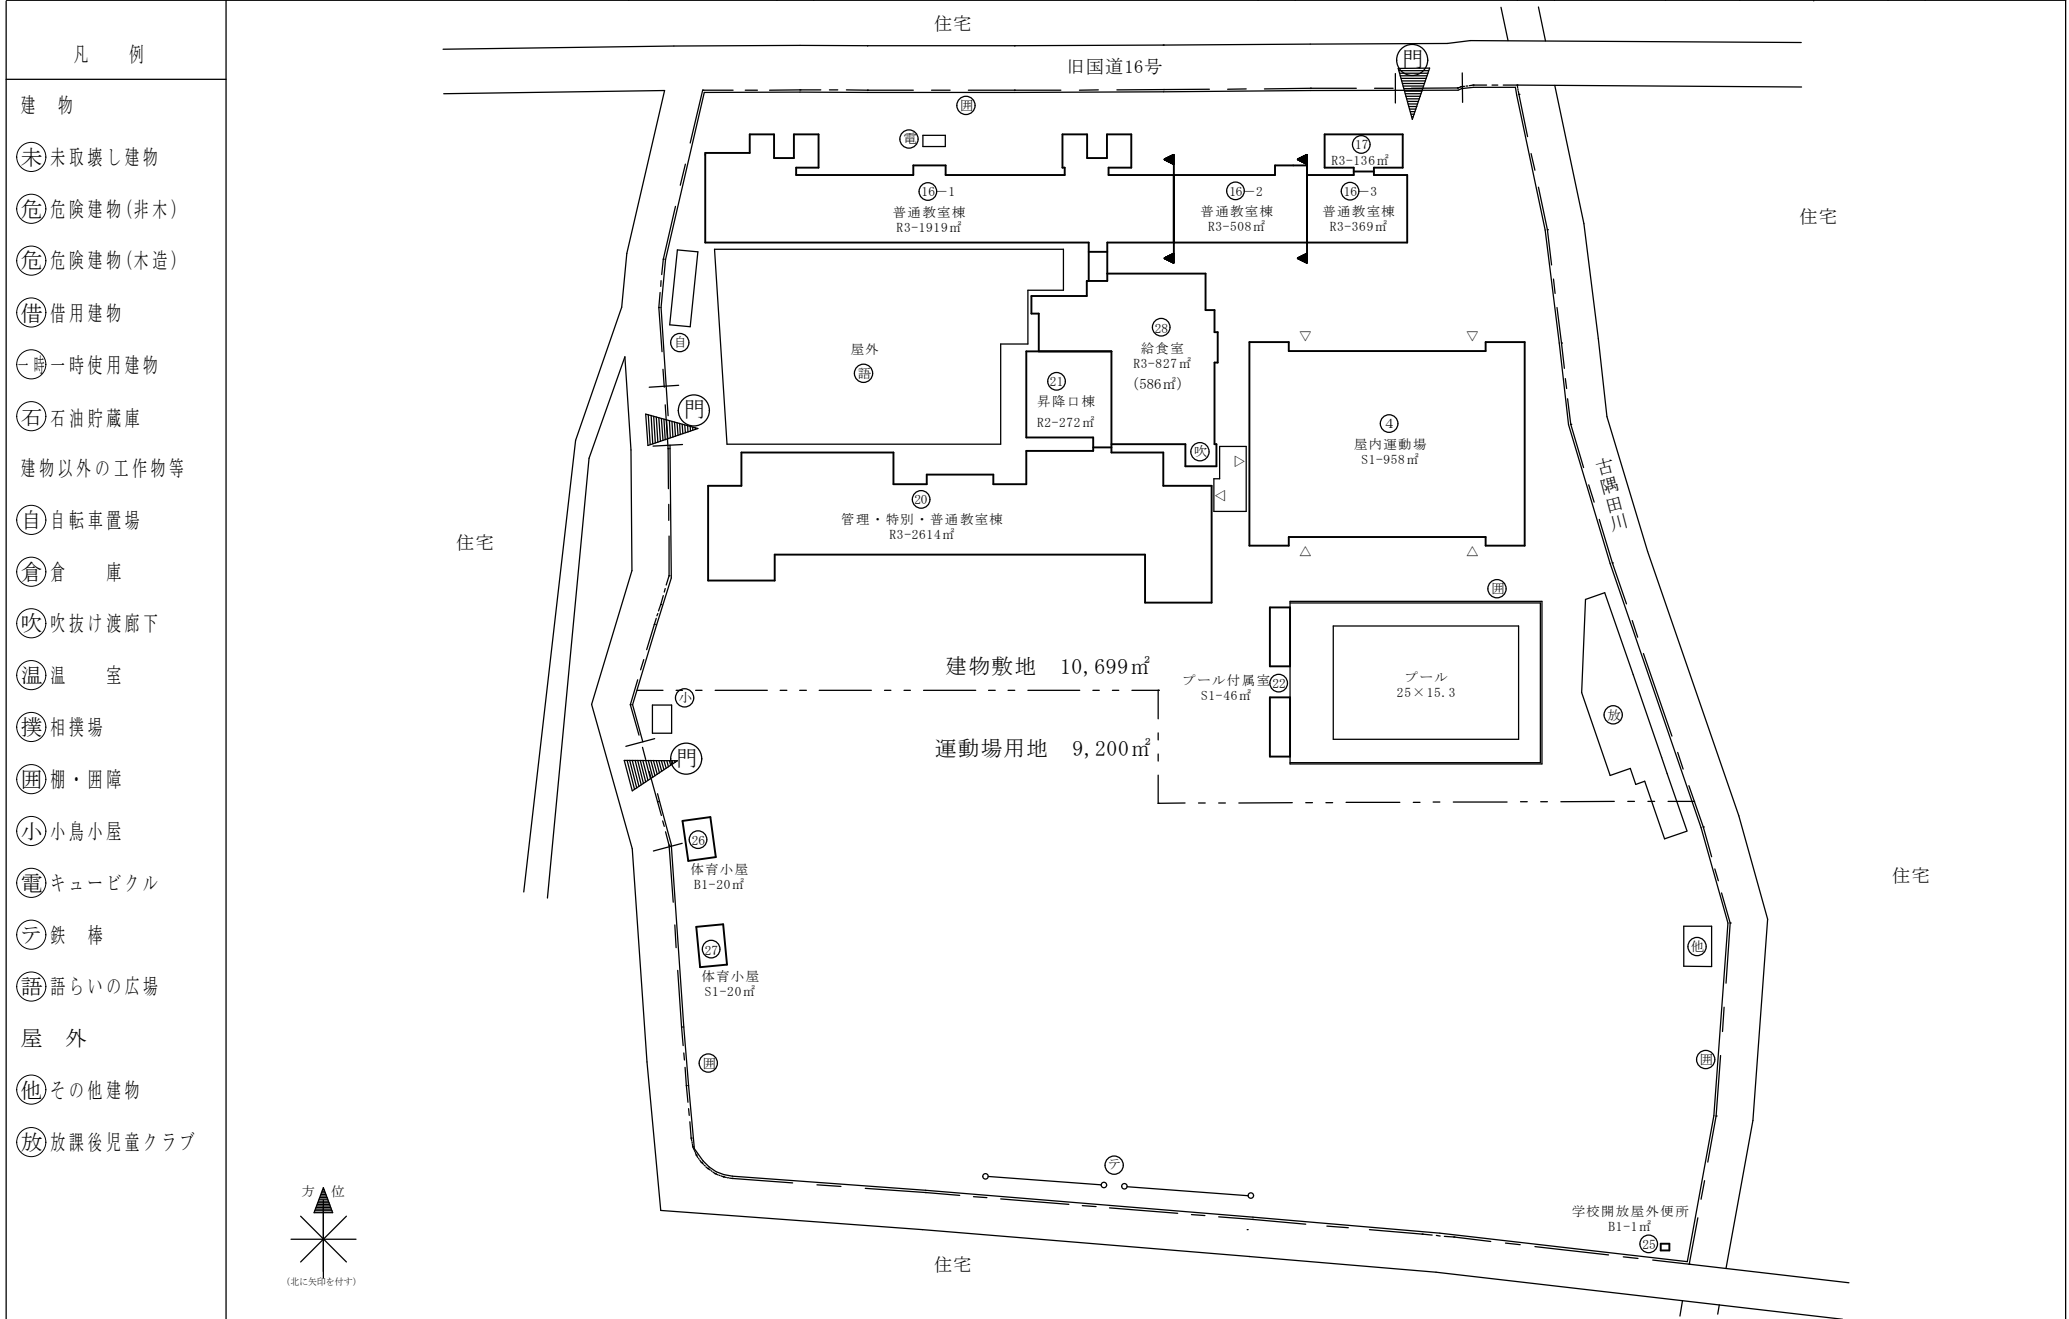 凡　例
建　物
未 未取壊し建物
危 危険建物(非木)
危 危険建物(木造)
借 借用建物
一時 一時使用建物
石 石油貯蔵庫
建物以外の工作物等
自 自転車置場
倉 倉　庫
吹 吹抜け渡廊下
温 温　室
撲 相撲場
囲 棚・囲障
小 小鳥小屋
電 キュービクル
テ 鉄　棒
語 語らいの広場
屋　外
他 その他建物
放 放課後児童クラブ
方 位
(北に矢印を付す)
住宅
旧国道16号
門
囲
電
17
R3-136㎡
16-1
普通教室棟
R3-1919㎡
16-2
普通教室棟
R3-508㎡
16-3
普通教室棟
R3-369㎡
住宅
自
屋外
語
28
給食室
R3-827㎡
(586㎡)
21
昇降口棟
R2-272㎡
門
吹
4
屋内運動場
S1-958㎡
古隅田川
20
管理・特別・普通教室棟
R3-2614㎡
住宅
囲
建物敷地　10,699㎡
プール付属室
S1-46㎡
22
プール
25×15.3
小
放
運動場用地　9,200㎡
門
26
体育小屋
B1-20㎡
住宅
27
体育小屋
S1-20㎡
他
囲
囲
テ
学校開放屋外便所
B1-1㎡
25
住宅